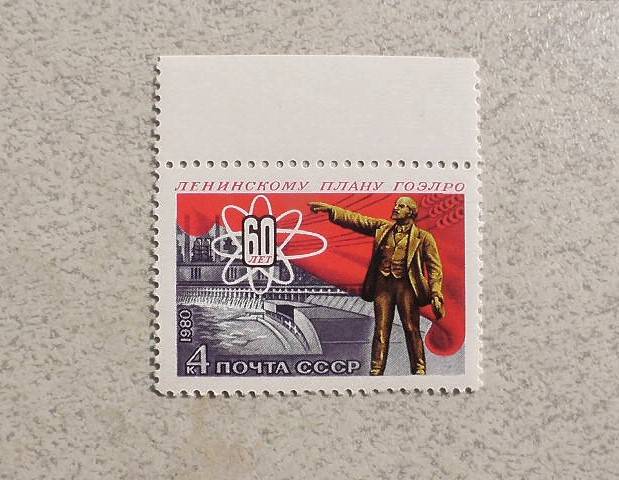 ЛЕНИНСКОМУ ПЛАНУ ГОЭЛРО
60
ЛЕТ
1980
4 К ПОЧТА СССР